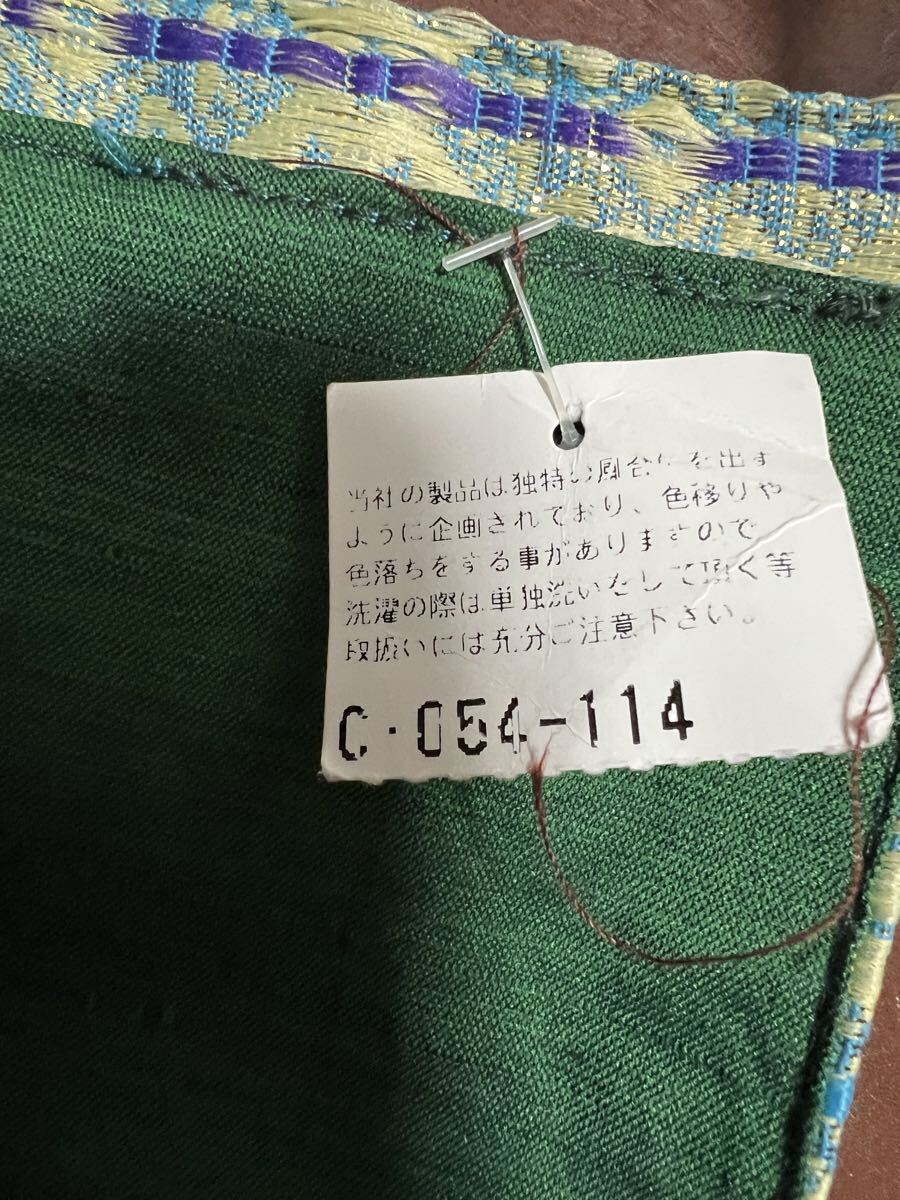 当社の製品は独特の風合いを出す
ように企画されており、色移りや
色落ちをする事がありますので
洗濯の際は単独洗いをして頂く等
取扱いには充分ご注意下さい。
C・054-114